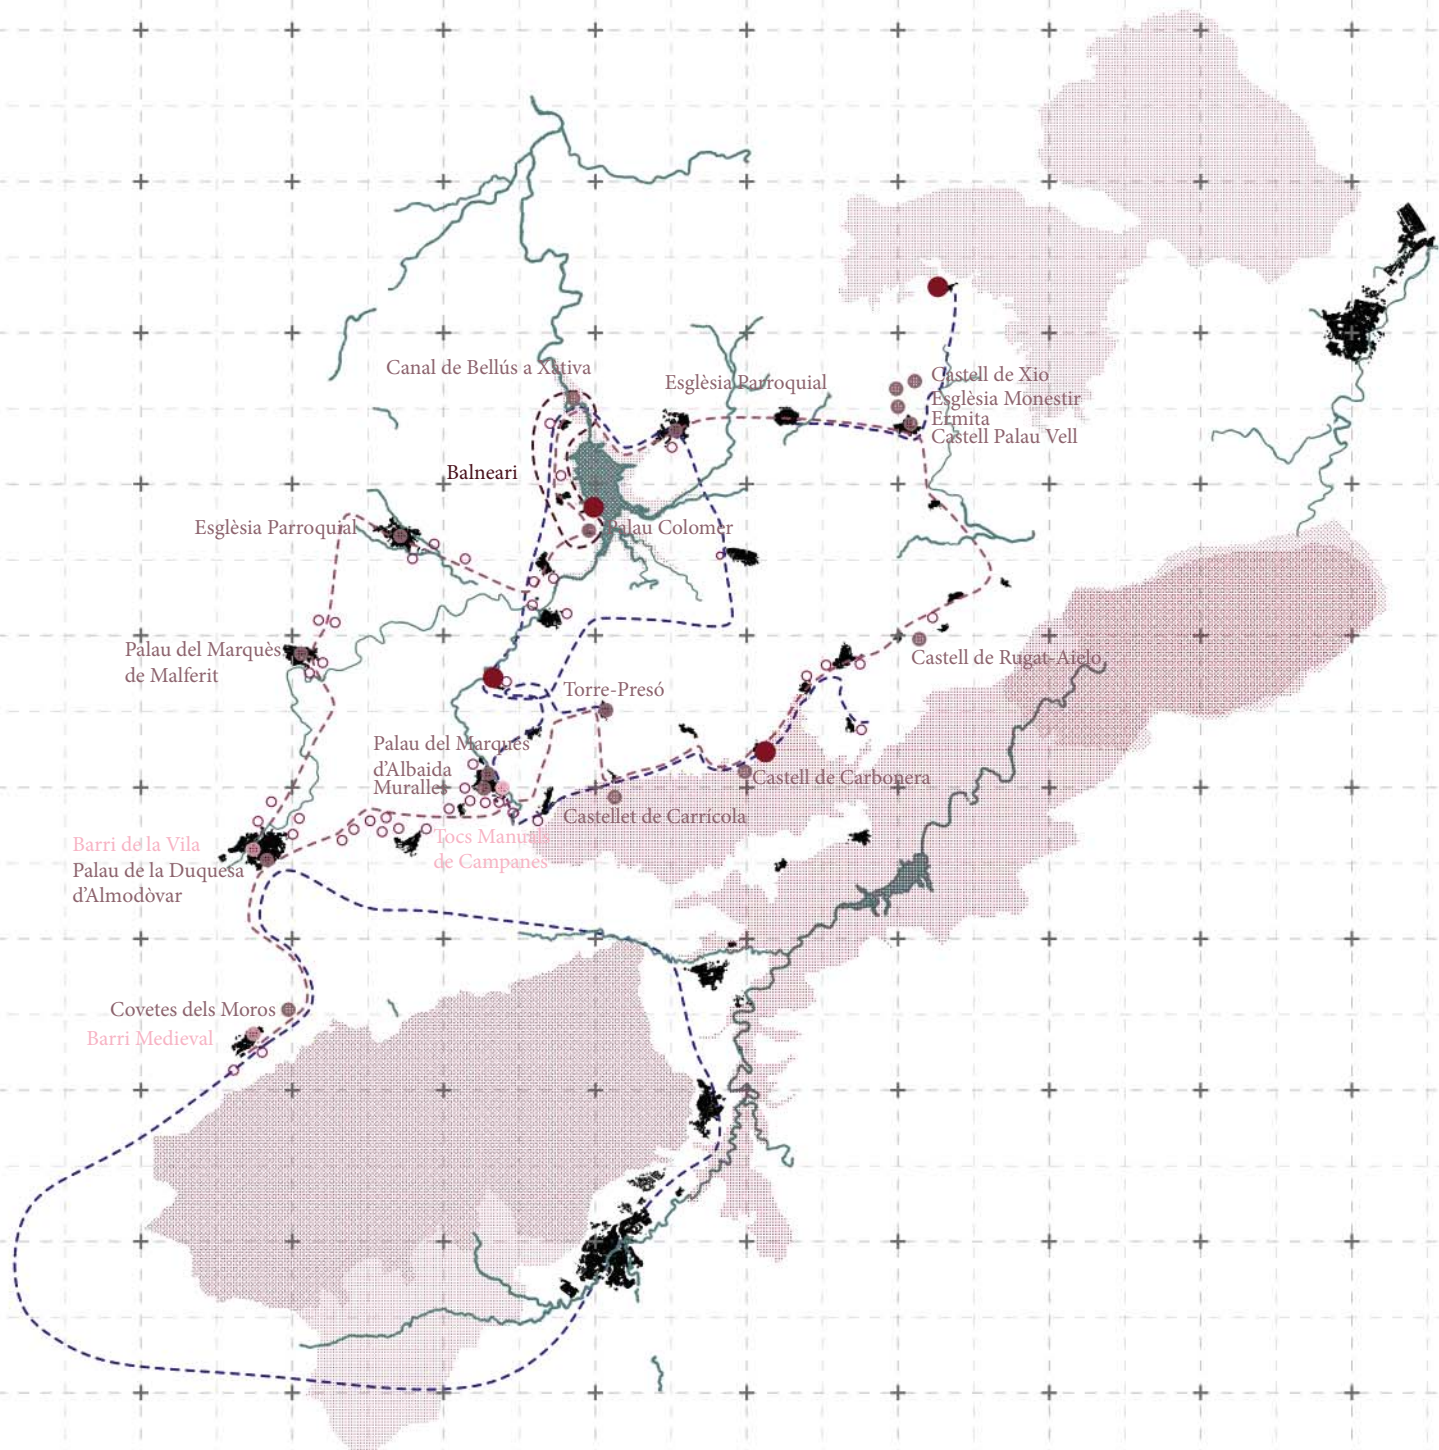 Canal de Bellús a Xàtiva
Esglèsia Parroquial
Castell de Xio
Esglèsia Monestir
Ermita
Castell Palau Vell
Balneari
Esglèsia Parroquial
Palau Colomer
Palau del Marquès
de Malferit
Castell de Rugat-Aielo
Torre-Presó
Palau del Marquès
d'Albaida
Muralles
Castell de Carbonera
Castellet de Carrícola
Tocs Manuals
de Campanes
Barri de la Vila
Palau de la Duquesa
d'Almodòvar
Covetes dels Moros
Barri Medieval